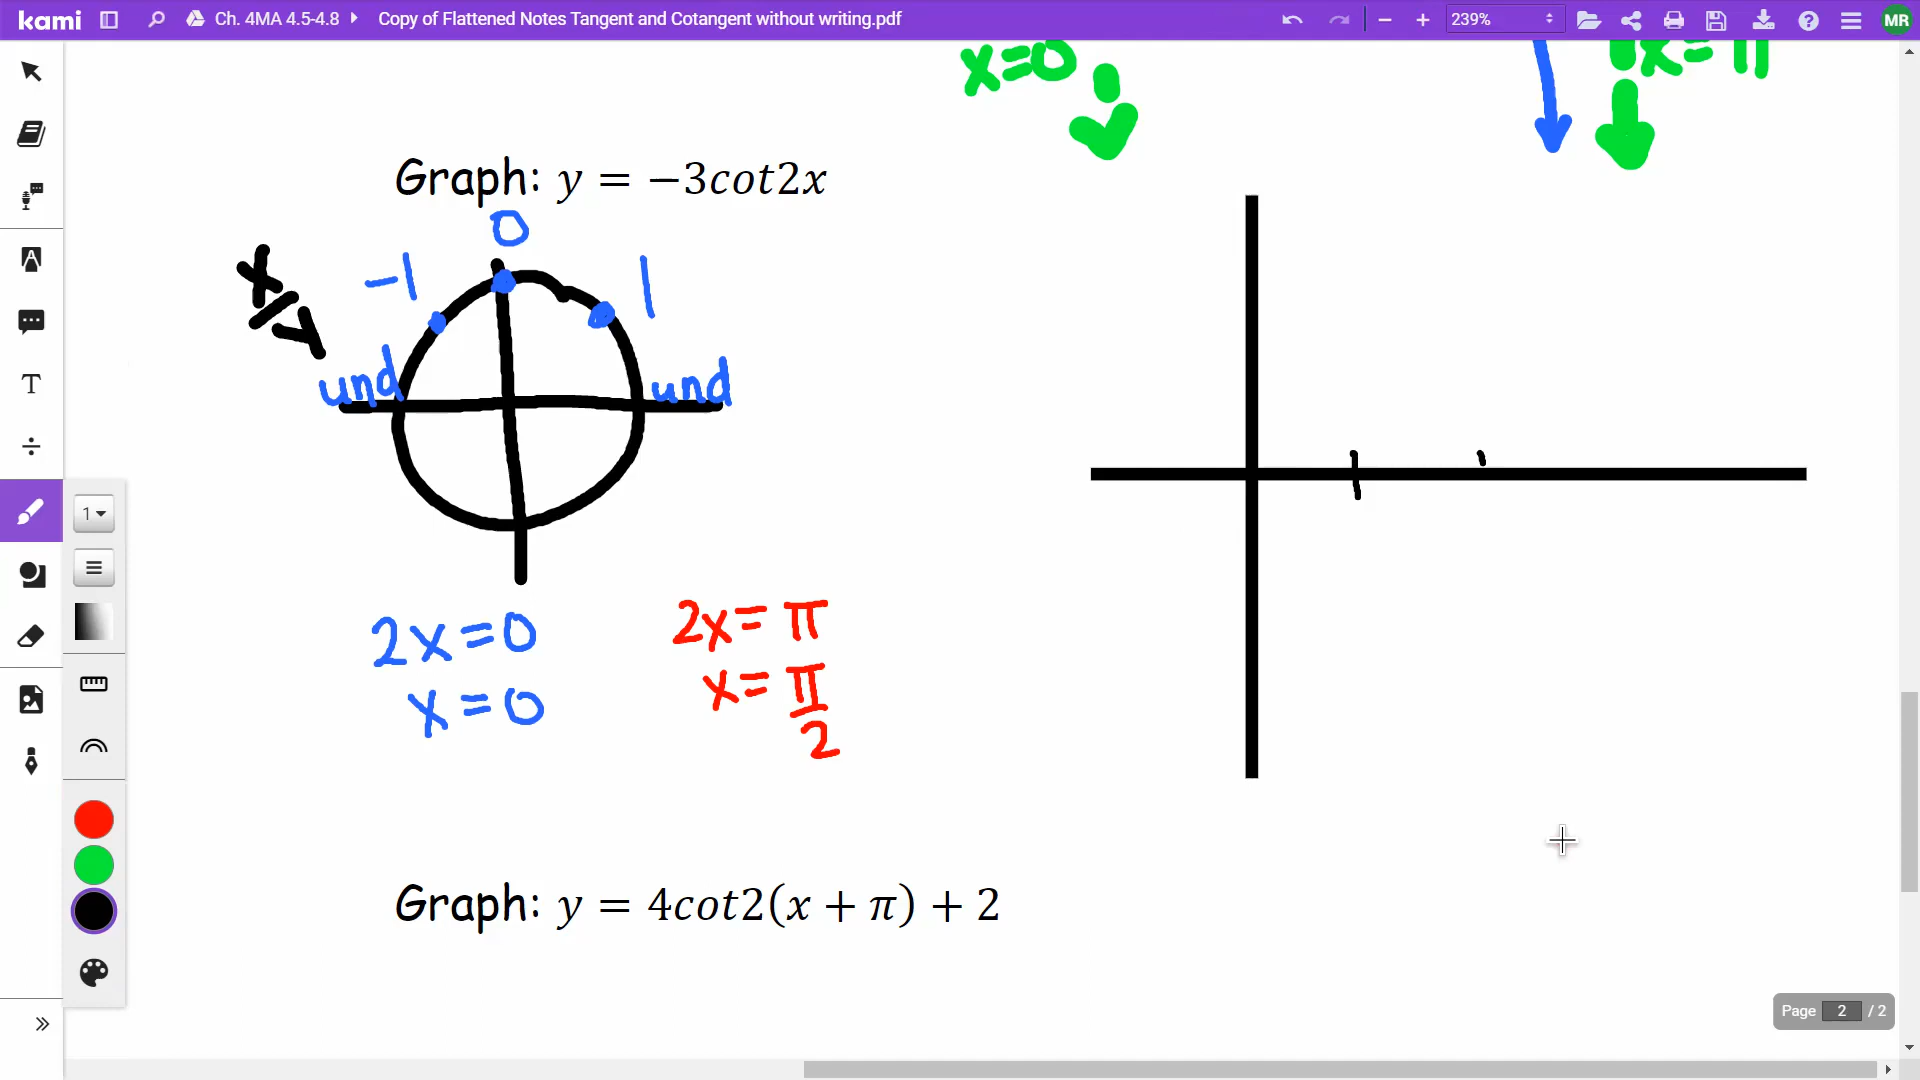 kami
Ch. 4MA 4.5-4.8
Copy of Flattened Notes Tangent and Cotangent without writing.pdf
239%
MR
x=0
x=π
Graph: y = −3cot2x
0
-1
1
x/y
und
und
2x=0
x=0
2x=π
x=π/2
1
T
Graph: y = 4cot2(x + π) + 2
Page 2 / 2